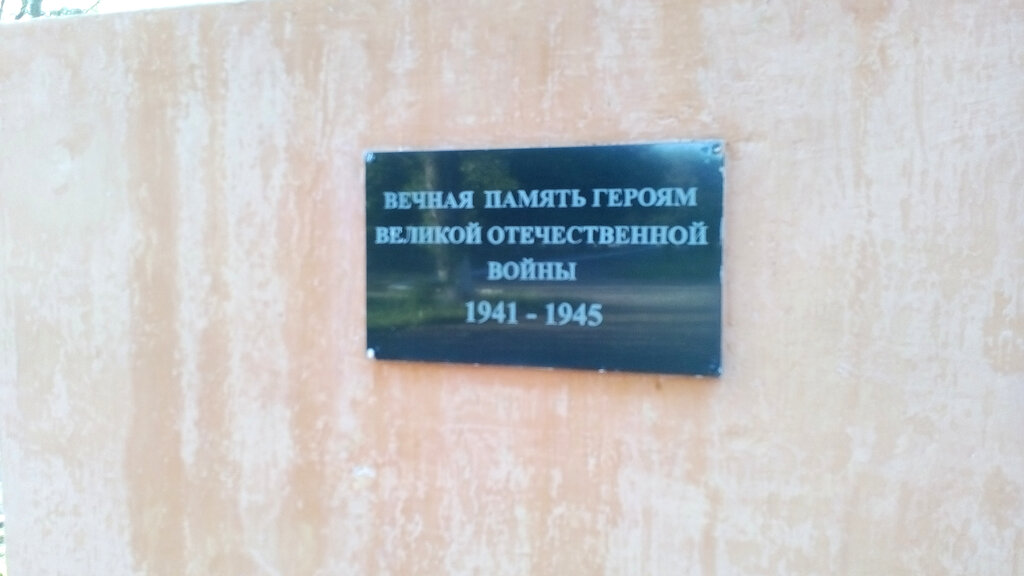 ВЕЧНАЯ ПАМЯТЬ ГЕРОЯМ
ВЕЛИКОЙ ОТЕЧЕСТВЕННОЙ
ВОЙНЫ
1941 - 1945